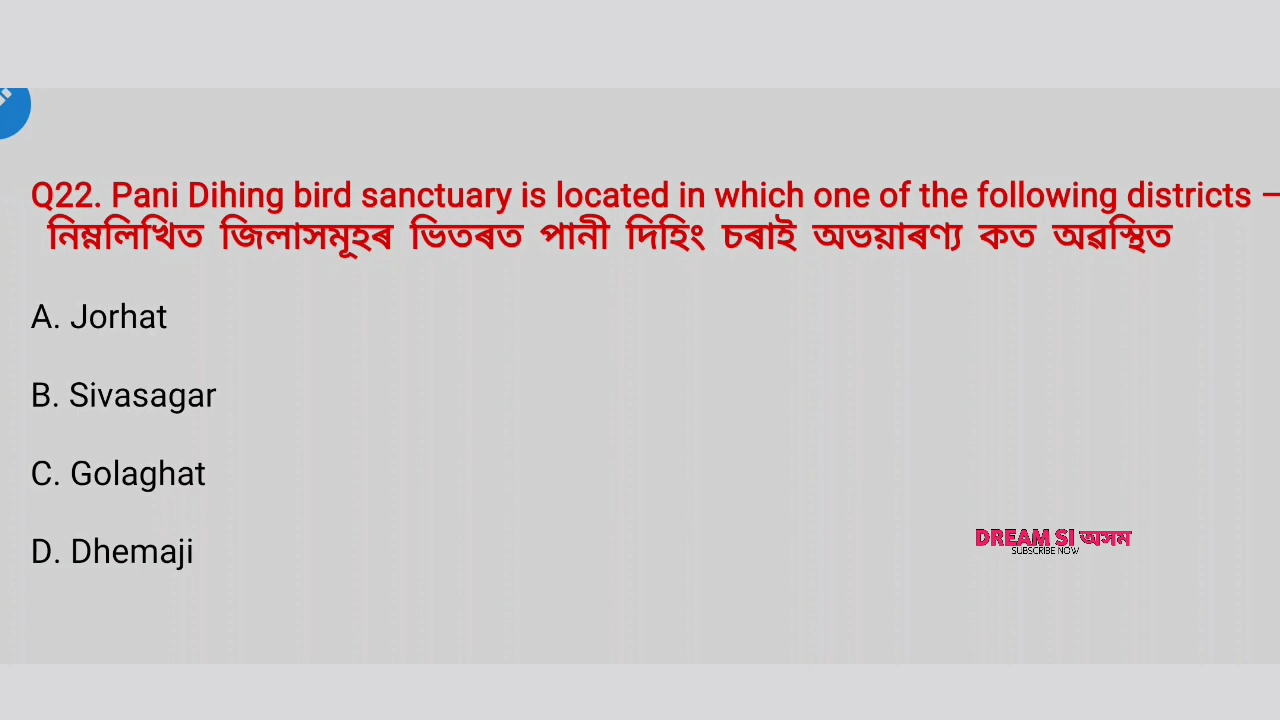 Q22. Pani Dihing bird sanctuary is located in which one of the following districts –
নিম্নলিখিত জিলাসমূহৰ ভিতৰত পানী দিহিং চৰাই অভয়াৰণ্য কত অৱস্থিত
A. Jorhat
B. Sivasagar
C. Golaghat
D. Dhemaji
DREAM SI অসম
SUBSCRIBE NOW